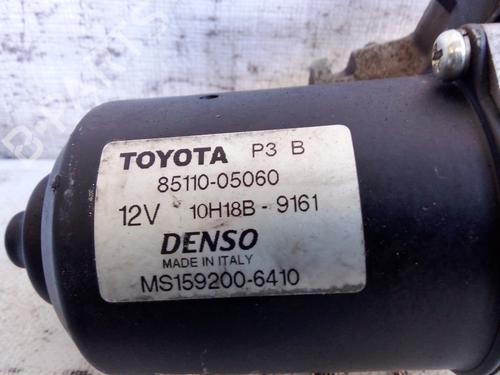 TOYOTA P3 B
85110-05060
12V 10H18B-9161
DENSO
MADE IN ITALY
MS159200-6410